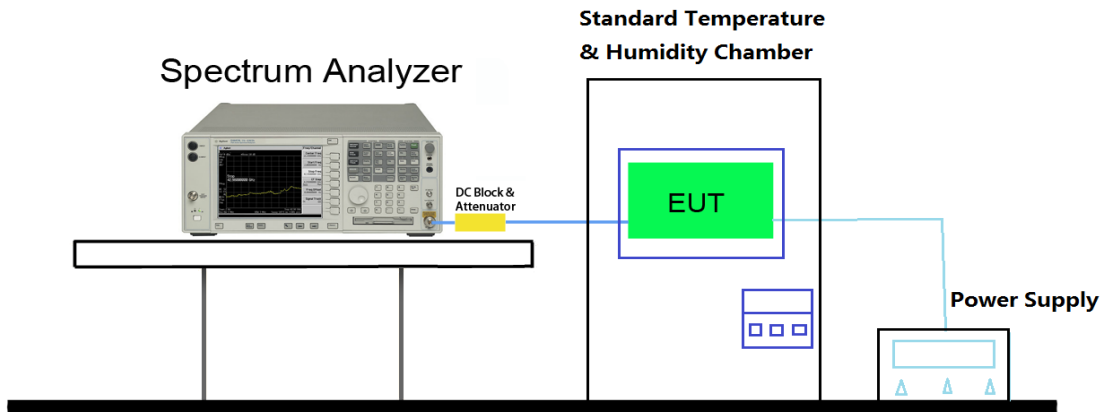 Standard Temperature
& Humidity Chamber
Spectrum Analyzer
DC Block &
Attenuator
EUT
Power Supply